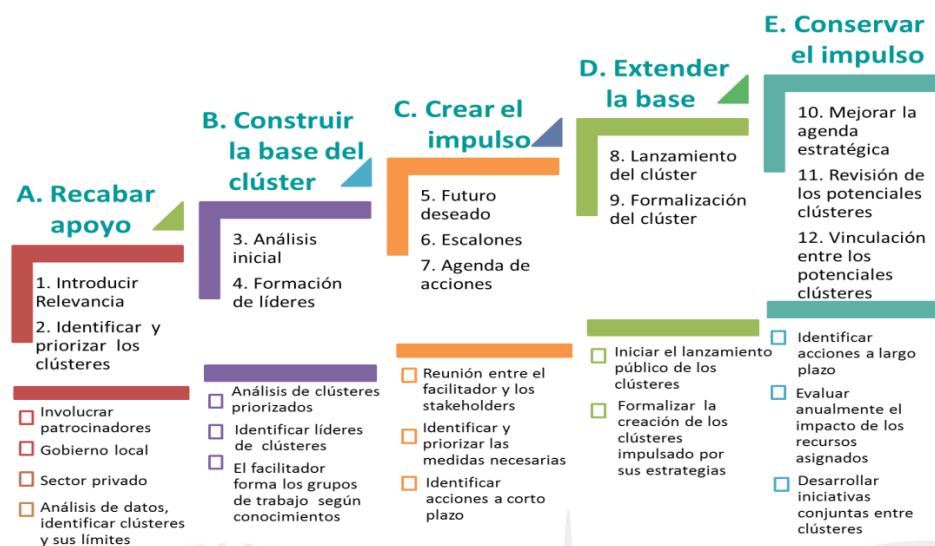 A. Recabar
apoyo
1. Introducir
Relevancia
2. Identificar y
priorizar los
clústeres
Involucrar
patrocinadores
Gobierno local
Sector privado
Análisis de datos,
identificar clústeres
y sus límites
B. Construir
la base del
clúster
3. Análisis
inicial
4. Formación
de líderes
Análisis de clústeres
priorizados
Identificar líderes
de clústeres
El facilitador
forma los grupos
de trabajo según
conocimientos
C. Crear el
impulso
5. Futuro
deseado
6. Escalones
7. Agenda de
acciones
Reunión entre el
facilitador y los
stakeholders
Identificar y
priorizar las
medidas necesarias
Identificar
acciones a corto
plazo
D. Extender
la base
8. Lanzamiento
del clúster
9. Formalización
del clúster
Iniciar el lanzamiento
público de los
clústeres
Formalizar la
creación de los
clústeres
impulsado por
sus estrategias
E. Conservar
el impulso
10. Mejorar la
agenda
estratégica
11. Revisión de
los potenciales
clústeres
12. Vinculación
entre los
potenciales
clústeres
Identificar
acciones a largo
plazo
Evaluar
anualmente el
impacto de los
recursos
asignados
Desarrollar
iniciativas
conjuntas entre
clústeres